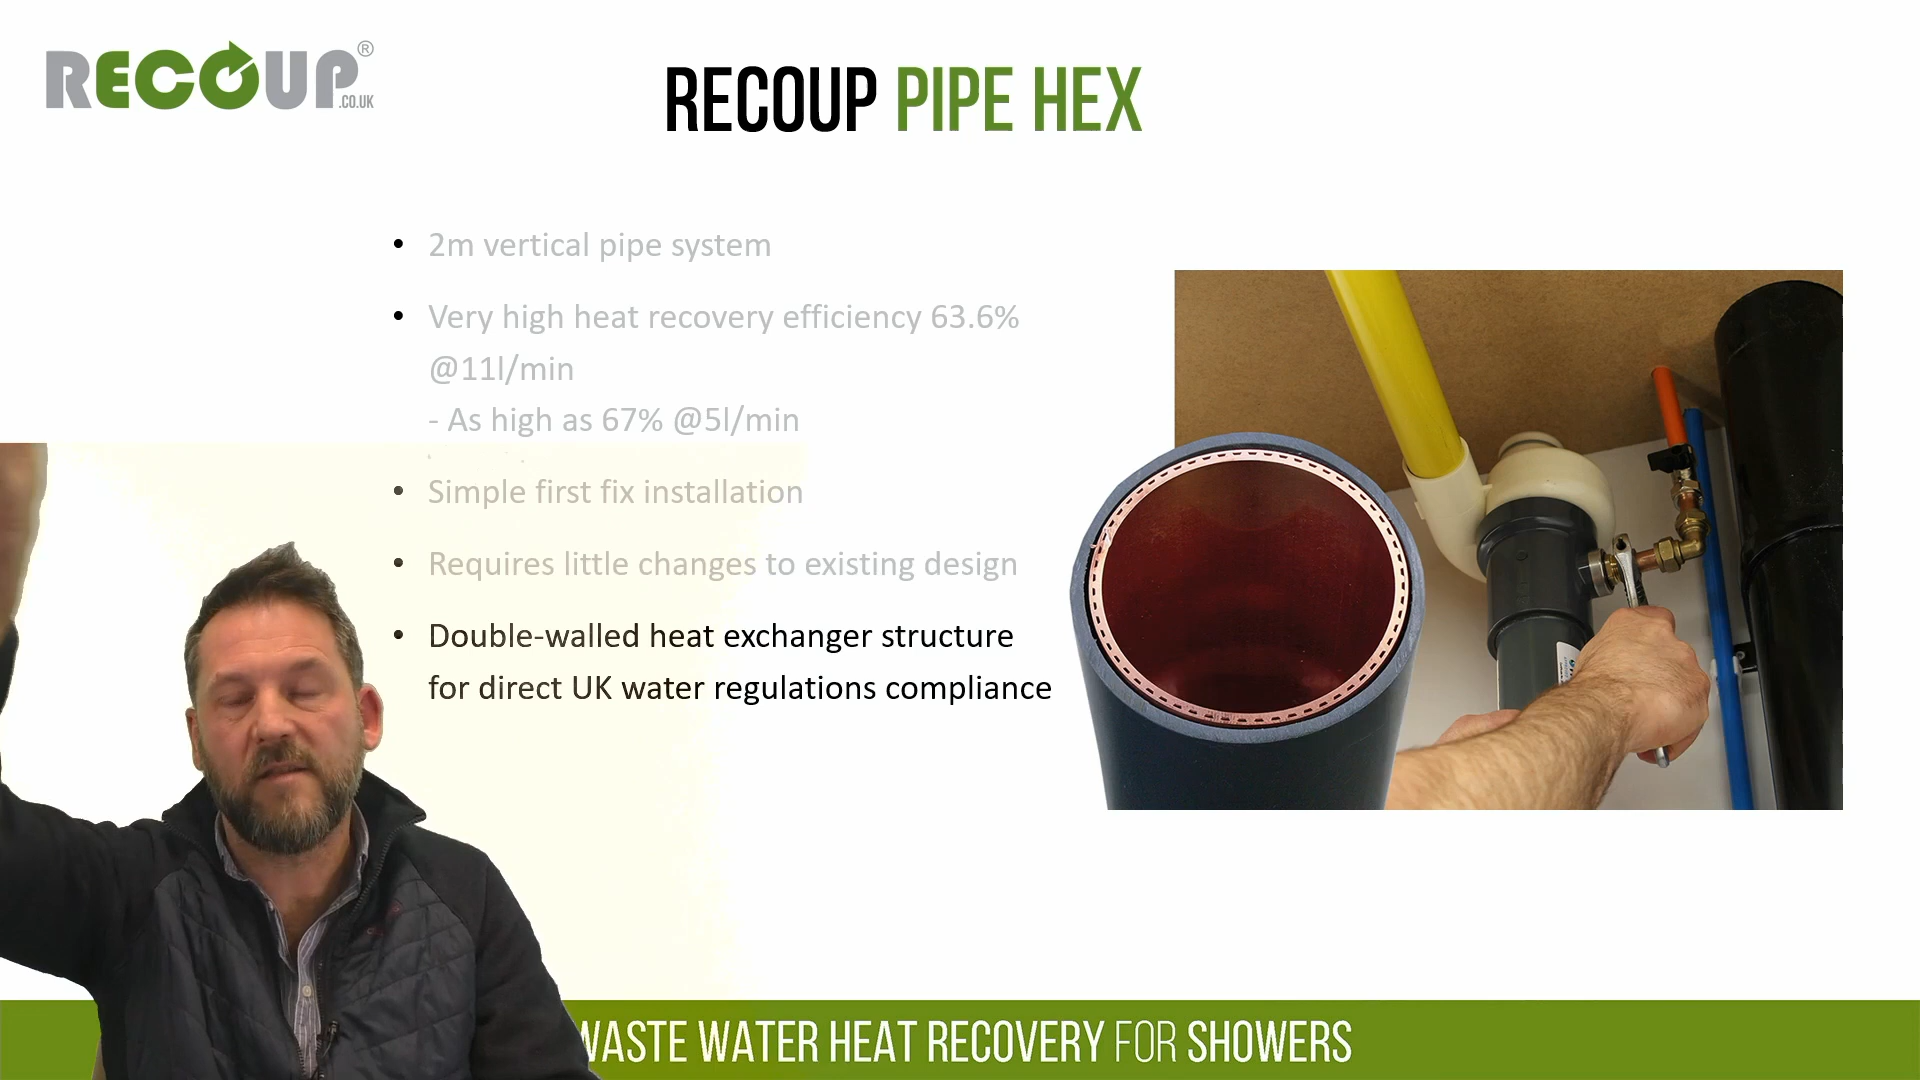 RECOUP®
.CO.UK
RECOUP PIPE HEX
• 2m vertical pipe system
• Very high heat recovery efficiency 63.6%
@11l/min
- As high as 67% @5l/min
• Simple first fix installation
• Requires little changes to existing design
• Double-walled heat exchanger structure
for direct UK water regulations compliance
WASTE WATER HEAT RECOVERY FOR SHOWERS